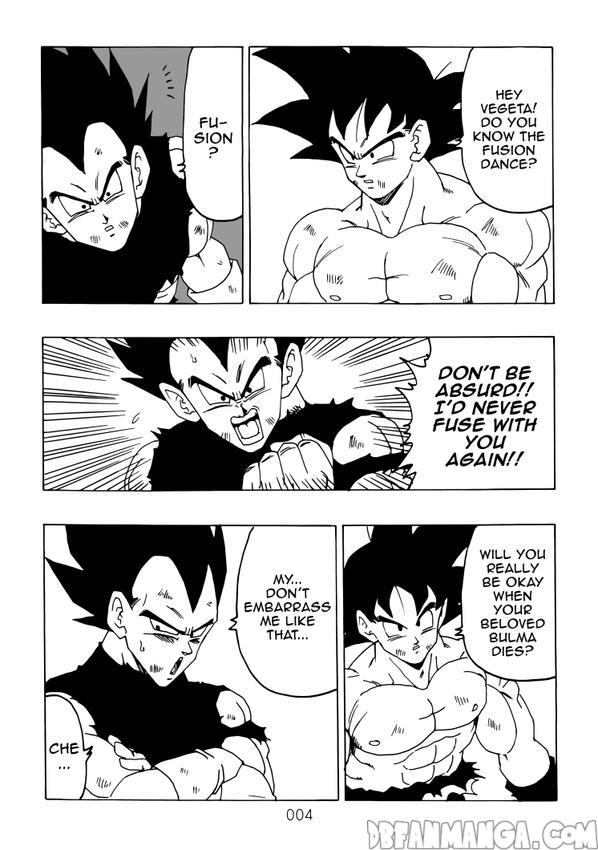 HEY
VEGETA!
DO YOU
KNOW THE
FUSION
DANCE?
FU-
SION
?
DON'T BE
ABSURD!!
I'D NEVER
FUSE WITH
YOU
AGAIN!!
WILL YOU
REALLY
BE OKAY
WHEN
YOUR
BELOVED
BULMA
DIES?
MY...
DON'T
EMBARRASS
ME LIKE
THAT...
CHE
...
004
DBFANMANGA.COM